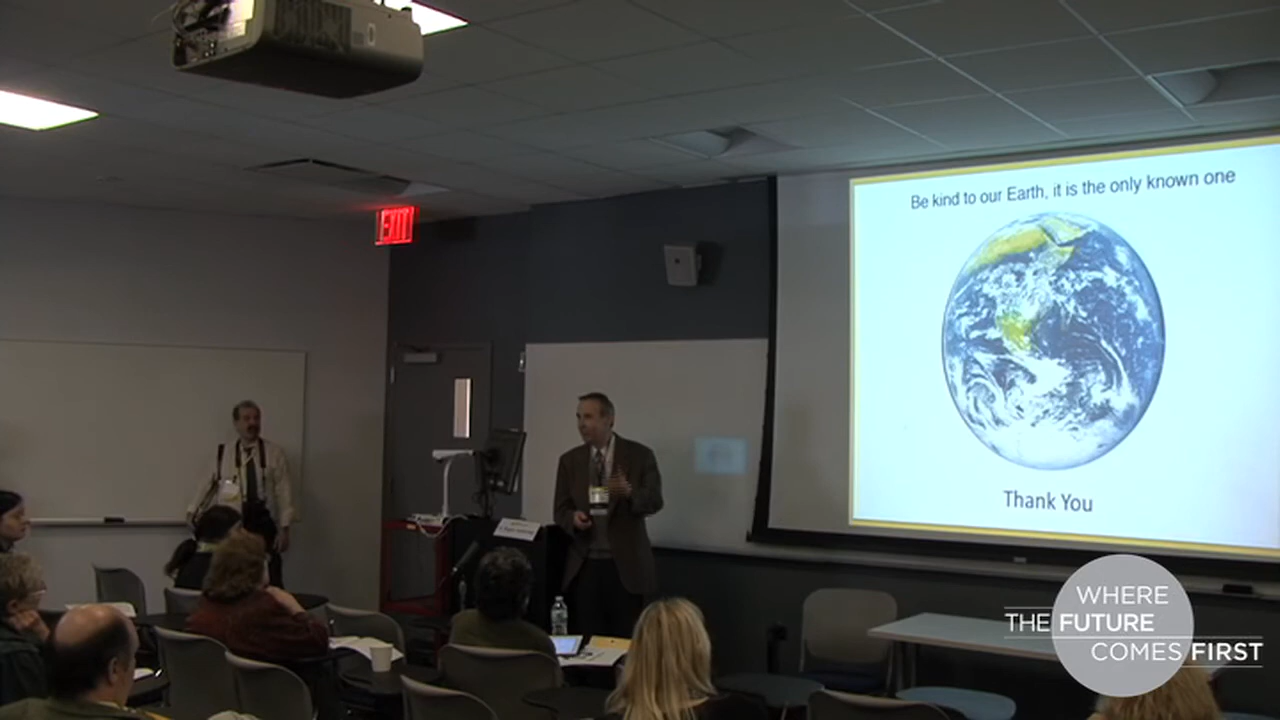 EXIT
Be kind to our Earth, it is the only known one
Thank You
WHERE
THE FUTURE
COMES FIRST